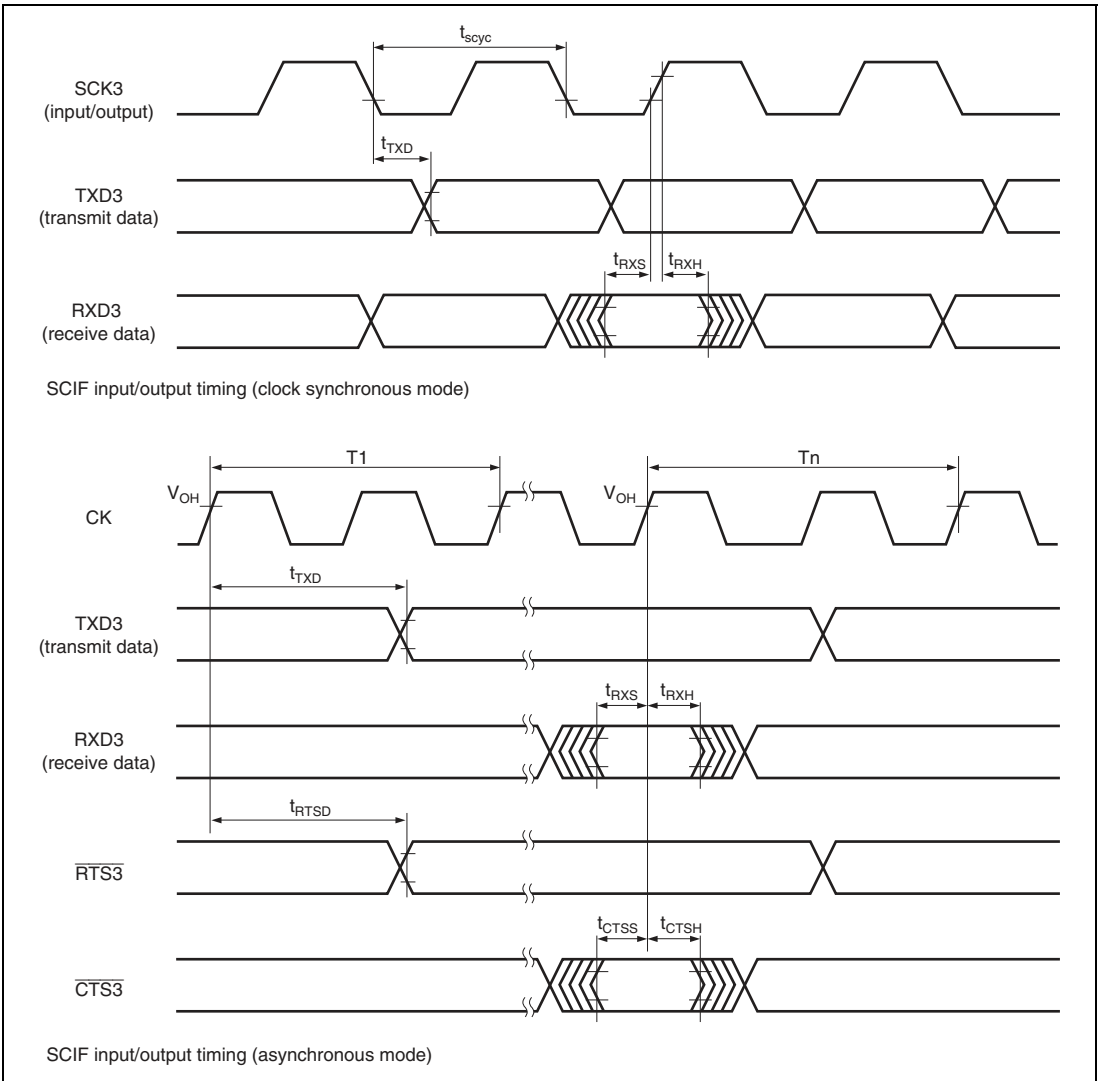 tscyc
SCK3
(input/output)
tTXD
TXD3
(transmit data)
tRXS tRXH
RXD3
(receive data)
SCIF input/output timing (clock synchronous mode)
T1 Tn
VOH VOH
CK
tTXD
TXD3
(transmit data)
tRXS tRXH
RXD3
(receive data)
tRTSD
RTS3
tCTSS tCTSH
CTS3
SCIF input/output timing (asynchronous mode)